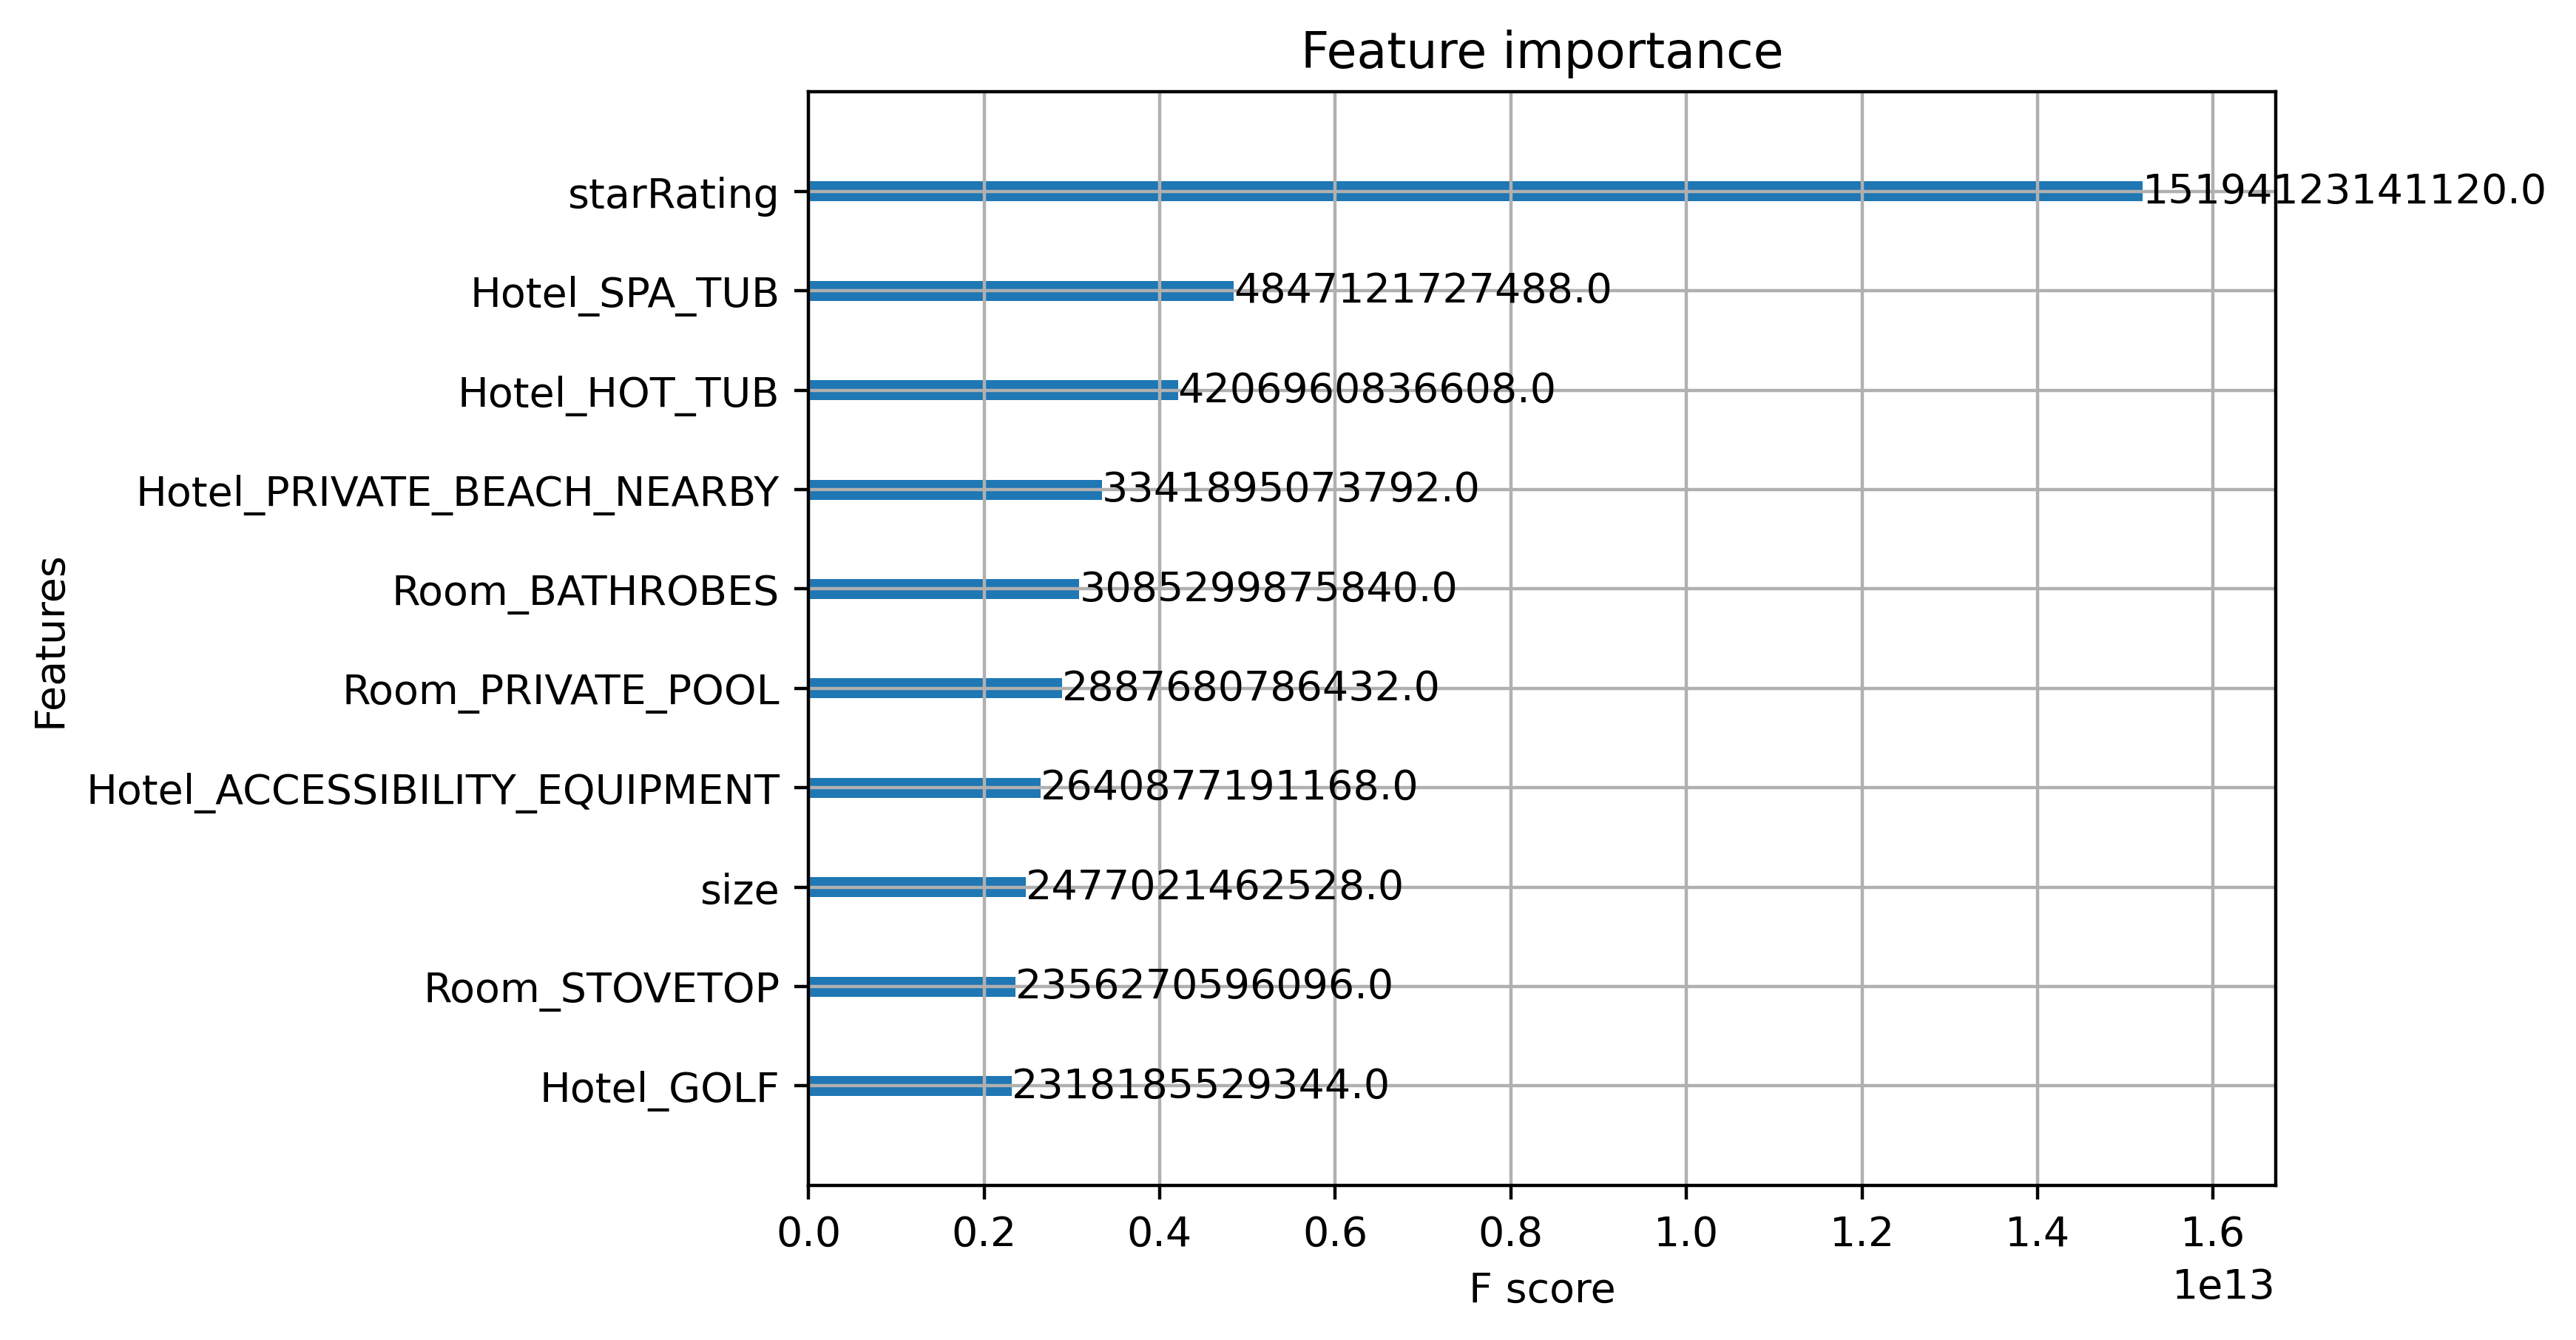 Feature importance
starRating
15194123141120.0
Hotel_SPA_TUB
4847121727488.0
Hotel_HOT_TUB
4206960836608.0
Hotel_PRIVATE_BEACH_NEARBY
3341895073792.0
Room_BATHROBES
3085299875840.0
Room_PRIVATE_POOL
2887680786432.0
Hotel_ACCESSIBILITY_EQUIPMENT
2640877191168.0
size
2477021462528.0
Room_STOVETOP
2356270596096.0
Hotel_GOLF
2318185529344.0
Features
0.0 0.2 0.4 0.6 0.8 1.0 1.2 1.4 1.6
F score
1e13